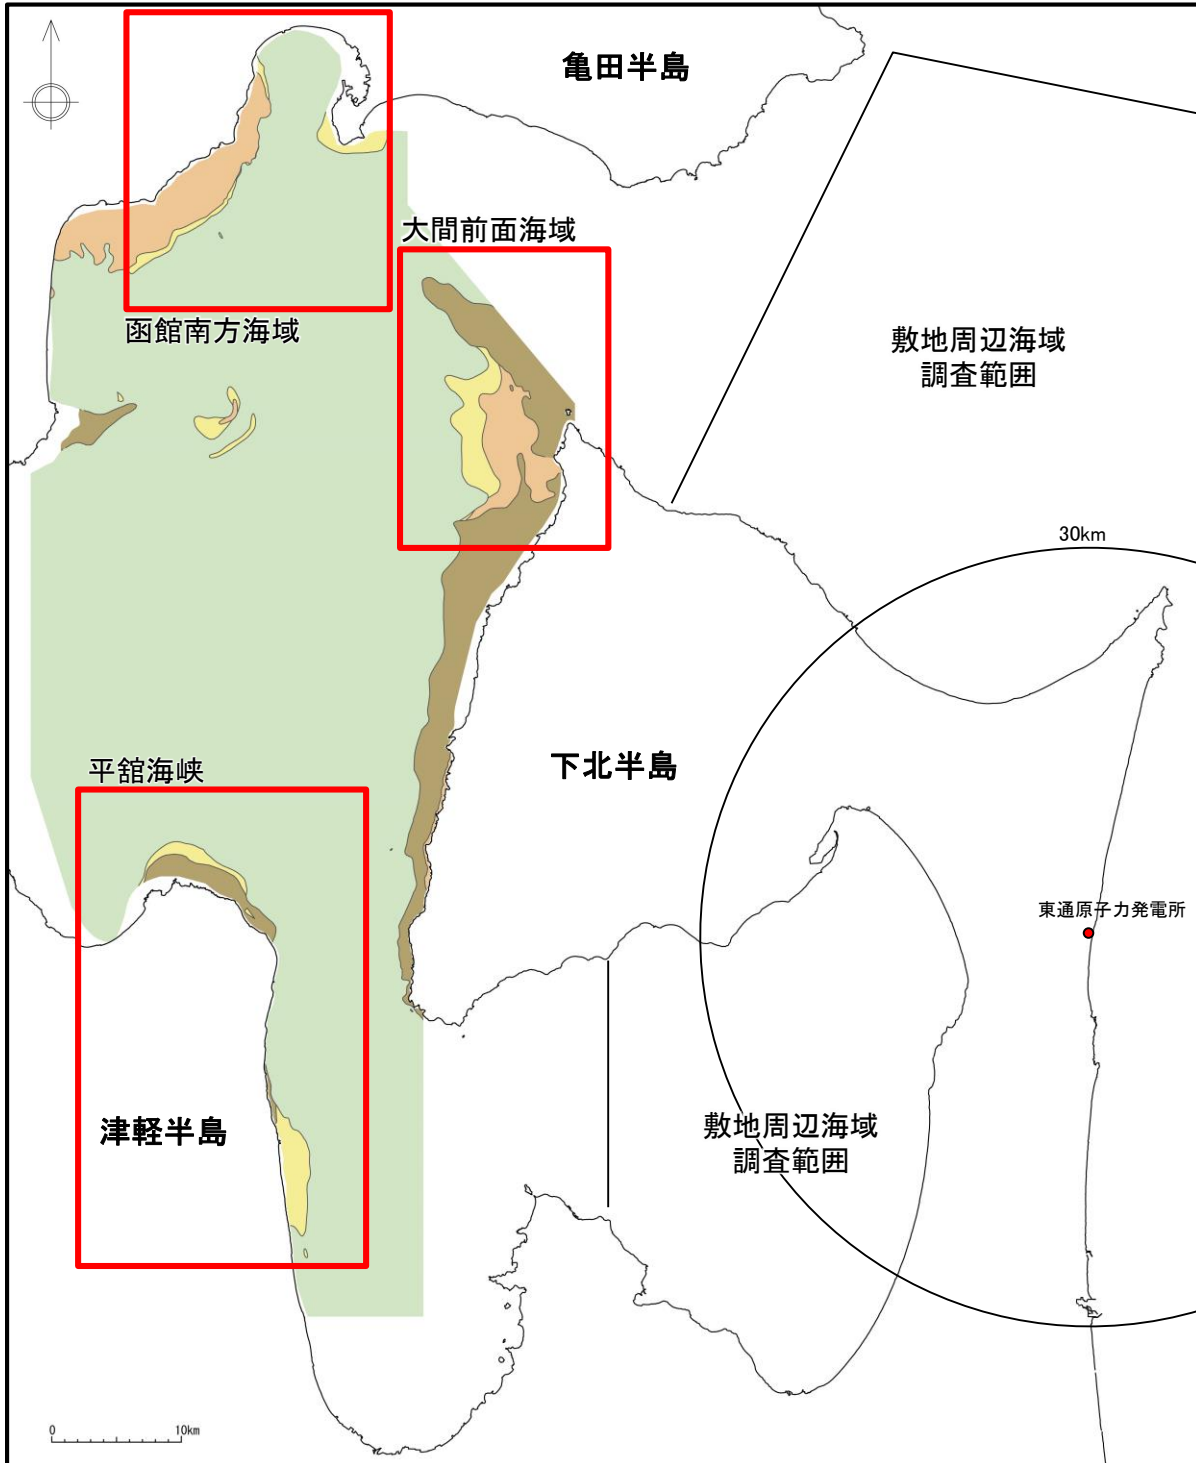 亀田半島
大間前面海域
函館南方海域
敷地周辺海域
調査範囲
30km
下北半島
平舘海峡
東通原子力発電所
津軽半島
敷地周辺海域
調査範囲
0 10km